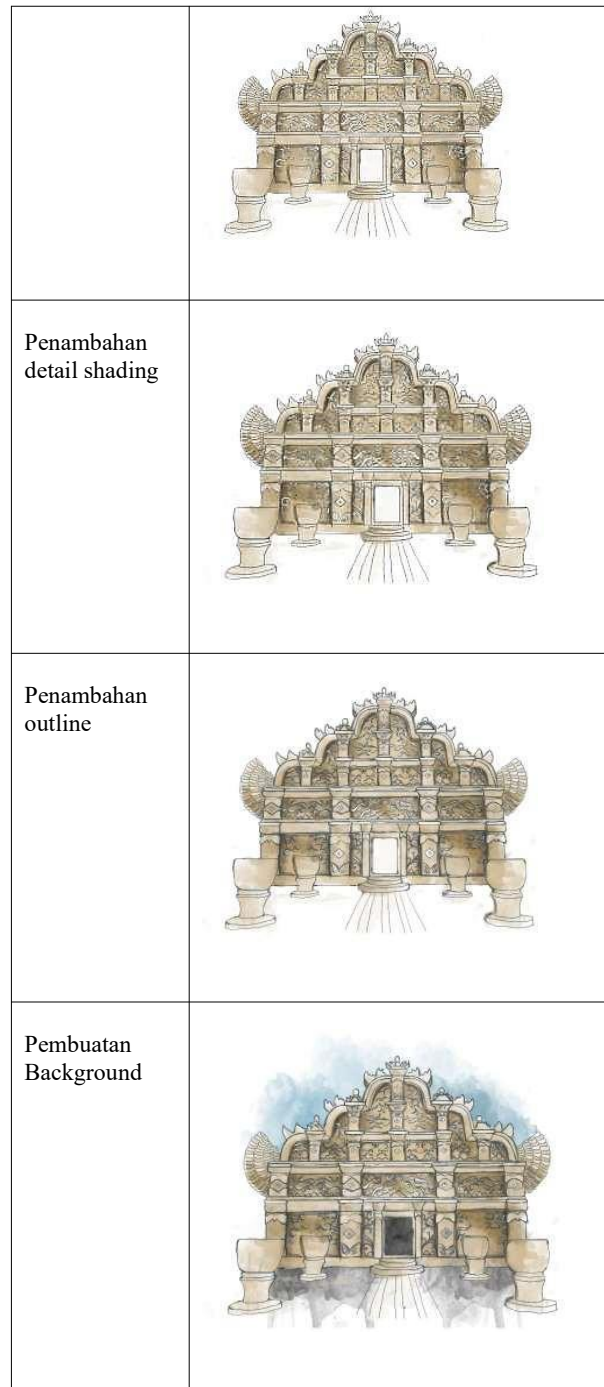 Penambahan
detail shading
Penambahan
outline
Pembuatan
Background